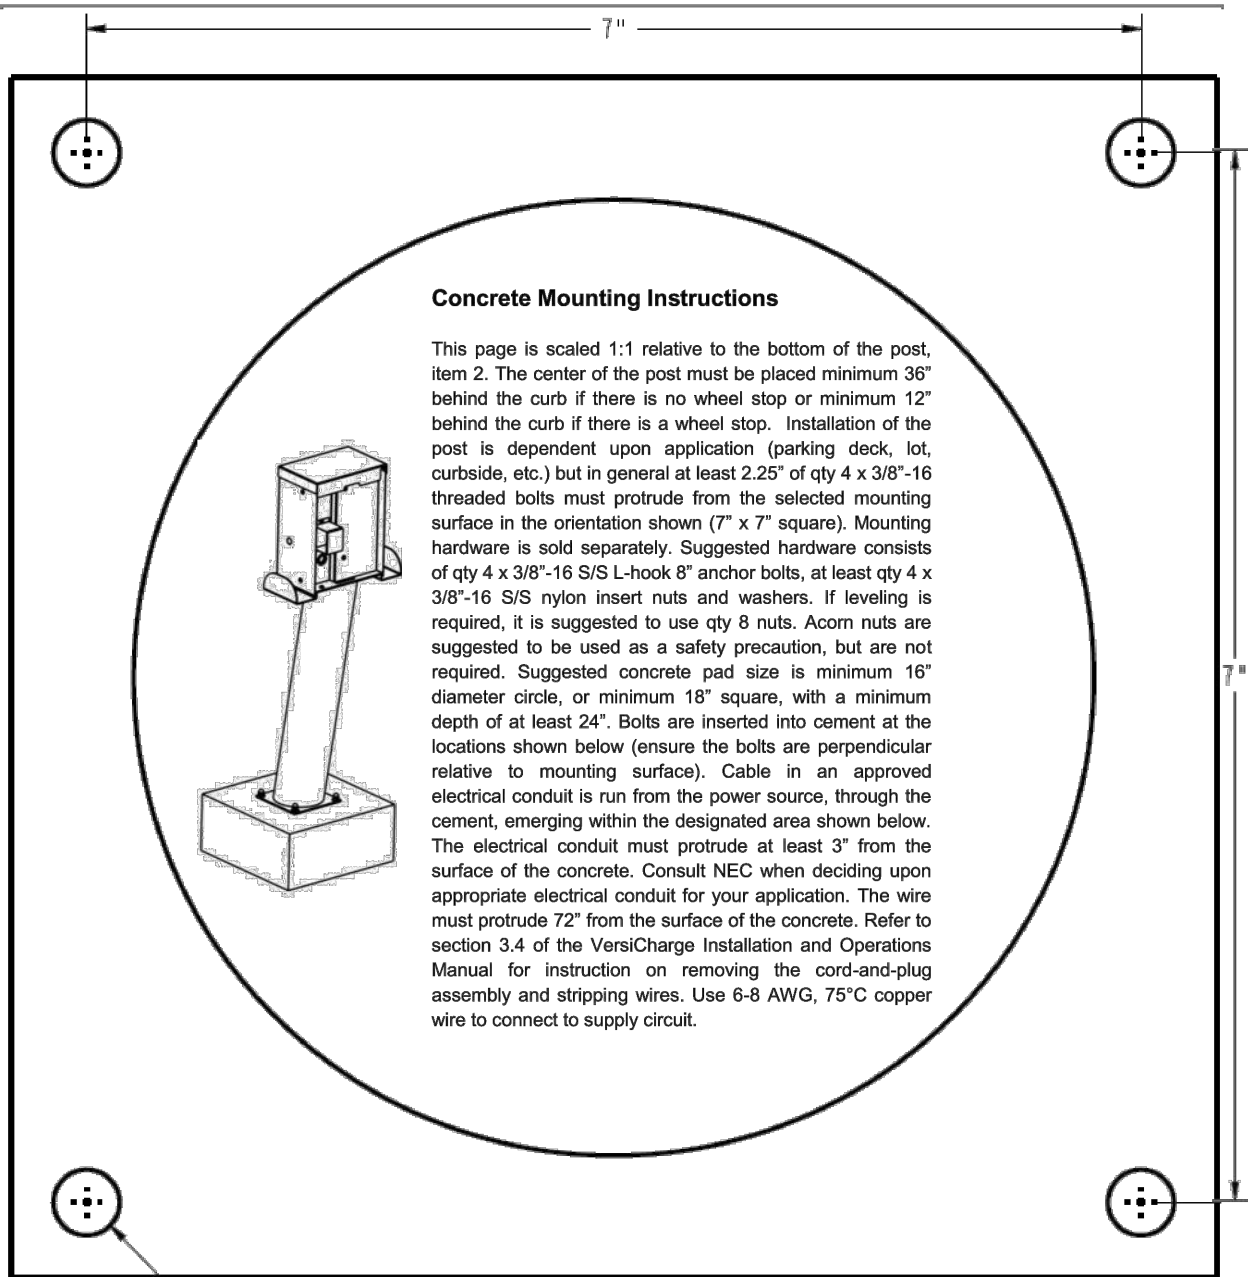 7"
Concrete Mounting Instructions
This page is scaled 1:1 relative to the bottom of the post,
item 2. The center of the post must be placed minimum 36”
behind the curb if there is no wheel stop or minimum 12”
behind the curb if there is a wheel stop.  Installation of the
post is dependent upon application (parking deck, lot,
curbside, etc.) but in general at least 2.25” of qty 4 x 3/8”-16
threaded bolts must protrude from the selected mounting
surface in the orientation shown (7” x 7” square). Mounting
hardware is sold separately. Suggested hardware consists
of qty 4 x 3/8”-16 S/S L-hook 8” anchor bolts, at least qty 4 x
3/8”-16 S/S nylon insert nuts and washers. If leveling is
required, it is suggested to use qty 8 nuts. Acorn nuts are
suggested to be used as a safety precaution, but are not
required. Suggested concrete pad size is minimum 16”
diameter circle, or minimum 18” square, with a minimum
depth of at least 24”. Bolts are inserted into cement at the
locations shown below (ensure the bolts are perpendicular
relative to mounting surface). Cable in an approved
electrical conduit is run from the power source, through the
cement, emerging within the designated area shown below.
The electrical conduit must protrude at least 3” from the
surface of the concrete. Consult NEC when deciding upon
appropriate electrical conduit for your application. The wire
must protrude 72” from the surface of the concrete. Refer to
section 3.4 of the VersiCharge Installation and Operations
Manual for instruction on removing the cord-and-plug
assembly and stripping wires. Use 6-8 AWG, 75°C copper
wire to connect to supply circuit.
7"